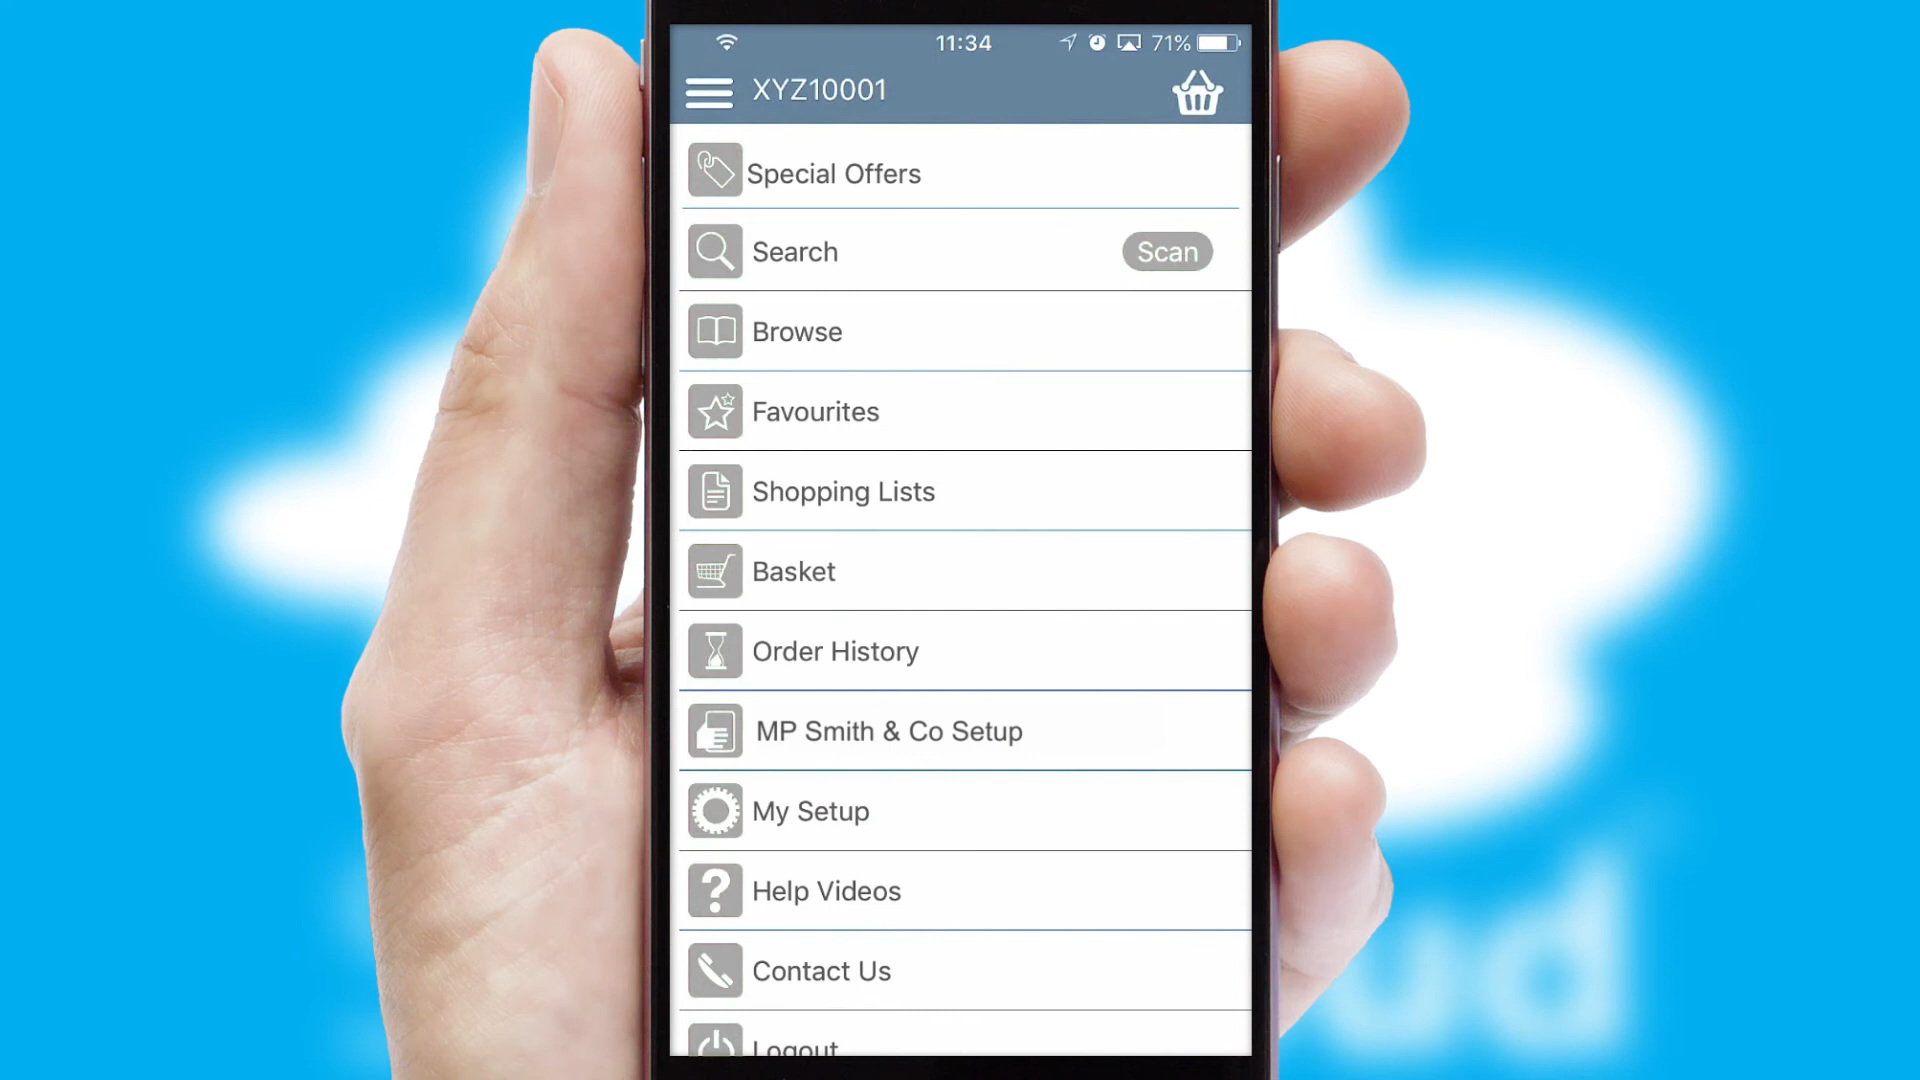 11:34 71%
XYZ10001
Special Offers
Search Scan
Browse
Favourites
Shopping Lists
Basket
Order History
MP Smith & Co Setup
My Setup
Help Videos
Contact Us
Logout
ud